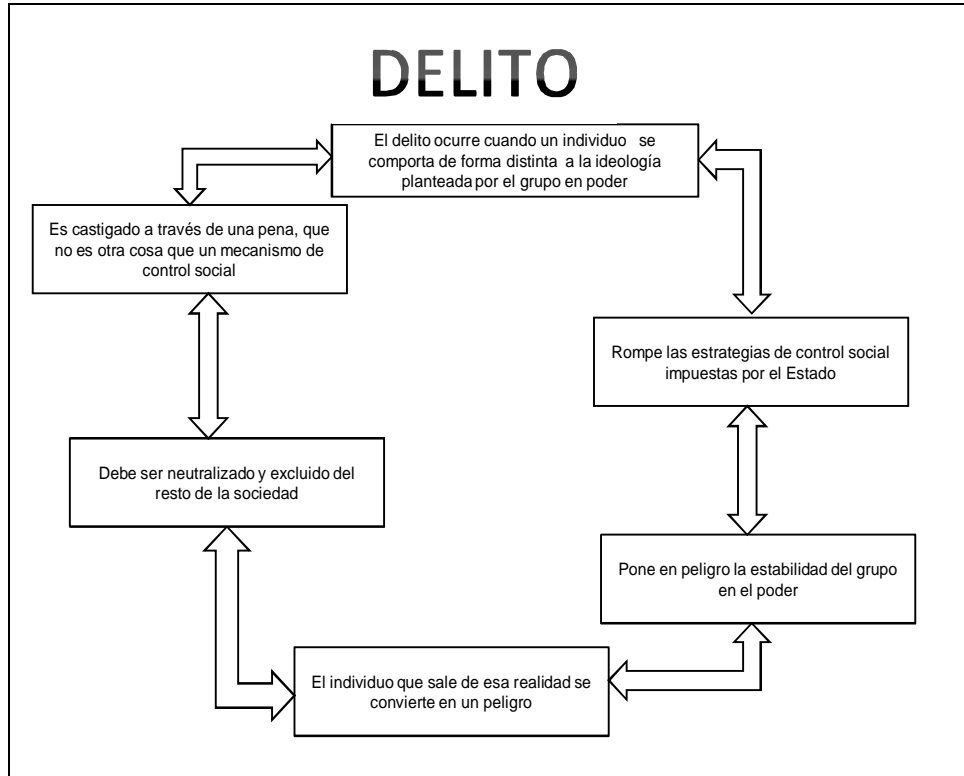 DELITO
El delito ocurre cuando un individuo se
comporta de forma distinta a la ideología
planteada por el grupo en poder
Es castigado a través de una pena, que
no es otra cosa que un mecanismo de
control social
Rompe las estrategias de control social
impuestas por el Estado
Debe ser neutralizado y excluido del
resto de la sociedad
Pone en peligro la estabilidad del grupo
en el poder
El individuo que sale de esa realidad se
convierte en un peligro